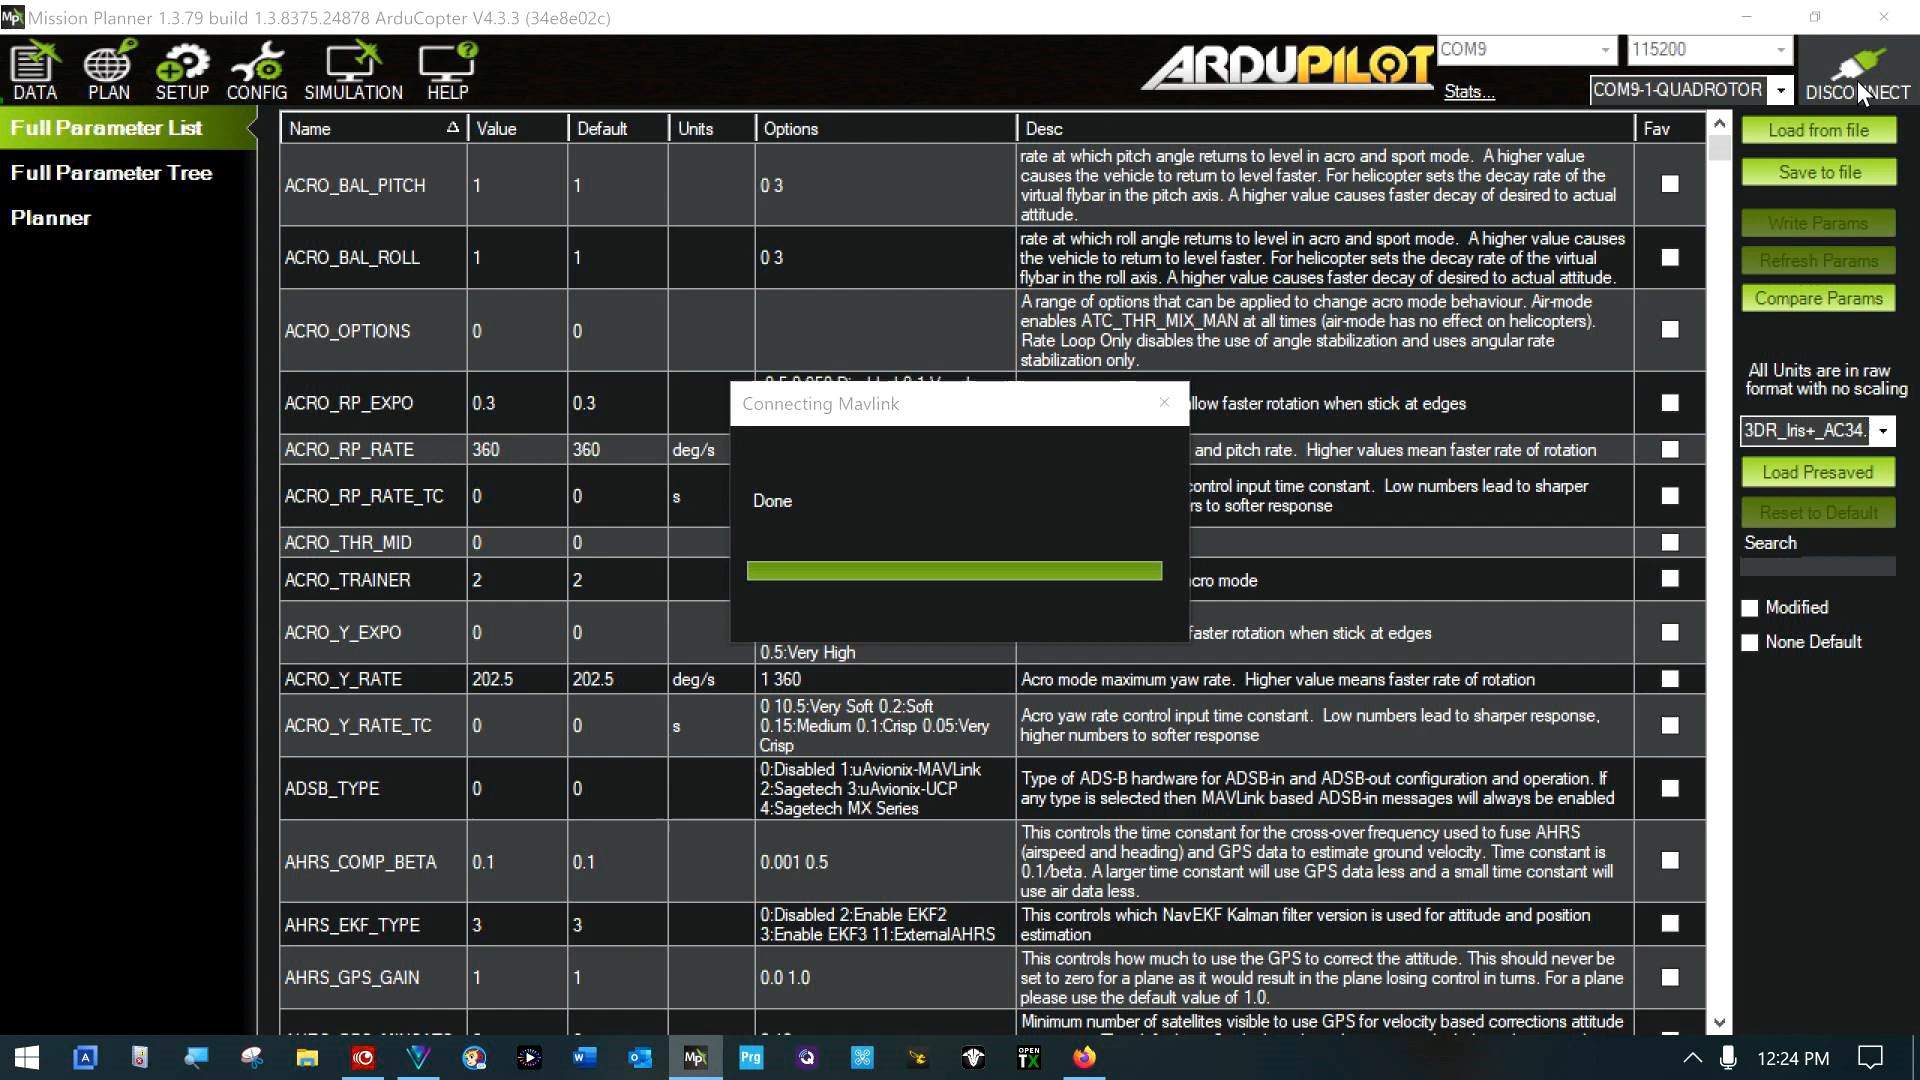 Mission Planner 1.3.79 build 1.3.8375.24878 ArduCopter V4.3.3 (34e8e02c)
DATA
PLAN
SETUP
CONFIG
SIMULATION
HELP
ARDUPILOT
COM9
115200
Stats...
COM9-1-QUADROTOR
DISCONNECT
Full Parameter List
Full Parameter Tree
Planner
Name Value Default Units Options Desc Fav
ACRO_BAL_PITCH 1 1 0 3
rate at which pitch angle returns to level in acro and sport mode. A higher value
causes the vehicle to return to level faster. For helicopter sets the decay rate of the
virtual flybar in the pitch axis. A higher value causes faster decay of desired to actual
attitude.
ACRO_BAL_ROLL 1 1 0 3
rate at which roll angle returns to level in acro and sport mode. A higher value causes
the vehicle to return to level faster. For helicopter sets the decay rate of the virtual
flybar in the roll axis. A higher value causes faster decay of desired to actual attitude.
ACRO_OPTIONS 0 0
A range of options that can be applied to change acro mode behaviour. Air-mode
enables ATC_THR_MIX_MAN at all times (air-mode has no effect on helicopters).
Rate Loop Only disables the use of angle stabilization and uses angular rate
stabilization only.
ACRO_RP_EXPO 0.3 0.3
allow faster rotation when stick at edges
ACRO_RP_RATE 360 360 deg/s
and pitch rate. Higher values mean faster rate of rotation
ACRO_RP_RATE_TC 0 0 s
control input time constant. Low numbers lead to sharper
to softer response
ACRO_THR_MID 0 0
ACRO_TRAINER 2 2
acro mode
ACRO_Y_EXPO 0 0
0.5:Very High
faster rotation when stick at edges
ACRO_Y_RATE 202.5 202.5 deg/s 1 360
Acro mode maximum yaw rate. Higher value means faster rate of rotation
ACRO_Y_RATE_TC 0 0 s
0 10.5:Very Soft 0.2:Soft
0.15:Medium 0.1:Crisp 0.05:Very
Crisp
Acro yaw rate control input time constant. Low numbers lead to sharper response,
higher numbers to softer response
ADSB_TYPE 0 0
0:Disabled 1:uAvionix-MAVLink
2:Sagetech 3:uAvionix-UCP
4:Sagetech MX Series
Type of ADS-B hardware for ADSB-in and ADSB-out configuration and operation. If
any type is selected then MAVLink based ADSB-in messages will always be enabled
AHRS_COMP_BETA 0.1 0.1 0.001 0.5
This controls the time constant for the cross-over frequency used to fuse AHRS
(airspeed and heading) and GPS data to estimate ground velocity. Time constant is
0.1/beta. A larger time constant will use GPS data less and a small time constant will
use air data less.
AHRS_EKF_TYPE 3 3
0:Disabled 2:Enable EKF2
3:Enable EKF3 11:ExternalAHRS
This controls which NavEKF Kalman filter version is used for attitude and position
estimation
AHRS_GPS_GAIN 1 1 0.0 1.0
This controls how much to use the GPS to correct the attitude. This should never be
set to zero for a plane as it would result in the plane losing control in turns. For a plane
please use the default value of 1.0.
Minimum number of satellites visible to use GPS for velocity based corrections attitude
Connecting Mavlink
Done
Load from file
Save to file
Write Params
Refresh Params
Compare Params
All Units are in raw
format with no scaling
3DR_Iris+_AC34.
Load Presaved
Reset to Default
Search
Modified
None Default
Mp
Prg
OPEN
TX
12:24 PM